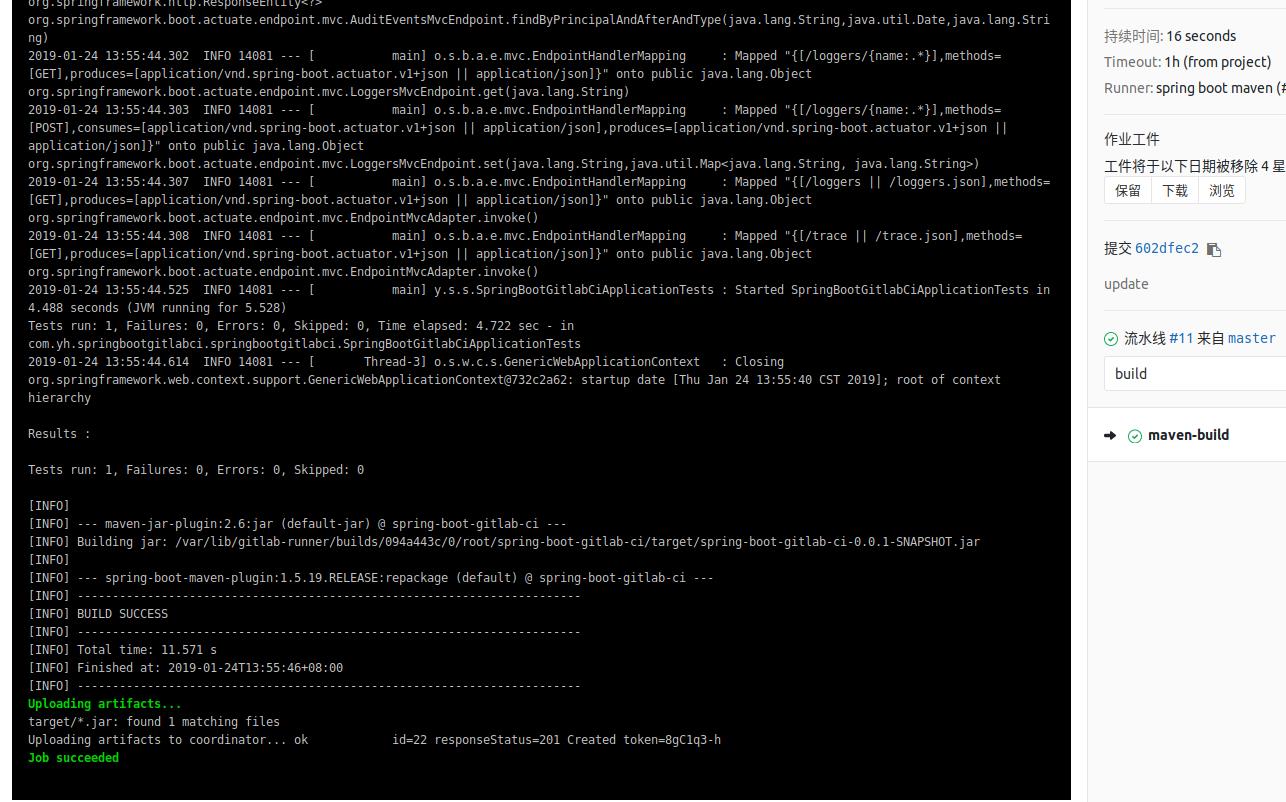 org.springframework.http.ResponseEntity<?>
org.springframework.boot.actuate.endpoint.mvc.AuditEventsMvcEndpoint.findByPrincipalAndAfterAndType(java.lang.String,java.util.Date,java.lang.Stri
ng)
2019-01-24 13:55:44.302  INFO 14081 --- [           main] o.s.b.a.e.mvc.EndpointHandlerMapping     : Mapped "{[/loggers/{name:.*}],methods=
[GET],produces=[application/vnd.spring-boot.actuator.v1+json || application/json]}" onto public java.lang.Object
org.springframework.boot.actuate.endpoint.mvc.LoggersMvcEndpoint.get(java.lang.String)
2019-01-24 13:55:44.303  INFO 14081 --- [           main] o.s.b.a.e.mvc.EndpointHandlerMapping     : Mapped "{[/loggers/{name:.*}],methods=
[POST],consumes=[application/vnd.spring-boot.actuator.v1+json || application/json],produces=[application/vnd.spring-boot.actuator.v1+json ||
application/json]}" onto public java.lang.Object
org.springframework.boot.actuate.endpoint.mvc.LoggersMvcEndpoint.set(java.lang.String,java.util.Map<java.lang.String, java.lang.String>)
2019-01-24 13:55:44.307  INFO 14081 --- [           main] o.s.b.a.e.mvc.EndpointHandlerMapping     : Mapped "{[/loggers || /loggers.json],methods=
[GET],produces=[application/vnd.spring-boot.actuator.v1+json || application/json]}" onto public java.lang.Object
org.springframework.boot.actuate.endpoint.mvc.EndpointMvcAdapter.invoke()
2019-01-24 13:55:44.308  INFO 14081 --- [           main] o.s.b.a.e.mvc.EndpointHandlerMapping     : Mapped "{[/trace || /trace.json],methods=
[GET],produces=[application/vnd.spring-boot.actuator.v1+json || application/json]}" onto public java.lang.Object
org.springframework.boot.actuate.endpoint.mvc.EndpointMvcAdapter.invoke()
2019-01-24 13:55:44.525  INFO 14081 --- [           main] y.s.s.SpringBootGitlabCiApplicationTests : Started SpringBootGitlabCiApplicationTests in
4.488 seconds (JVM running for 5.528)
Tests run: 1, Failures: 0, Errors: 0, Skipped: 0, Time elapsed: 4.722 sec - in
com.yh.springbootgitlabci.springbootgitlabci.SpringBootGitlabCiApplicationTests
2019-01-24 13:55:44.614  INFO 14081 --- [       Thread-3] o.s.w.c.s.GenericWebApplicationContext   : Closing
org.springframework.web.context.support.GenericWebApplicationContext@732c2a62: startup date [Thu Jan 24 13:55:40 CST 2019]; root of context
hierarchy
Results :
Tests run: 1, Failures: 0, Errors: 0, Skipped: 0
[INFO]
[INFO] --- maven-jar-plugin:2.6:jar (default-jar) @ spring-boot-gitlab-ci ---
[INFO] Building jar: /var/lib/gitlab-runner/builds/094a443c/0/root/spring-boot-gitlab-ci/target/spring-boot-gitlab-ci-0.0.1-SNAPSHOT.jar
[INFO]
[INFO] --- spring-boot-maven-plugin:1.5.19.RELEASE:repackage (default) @ spring-boot-gitlab-ci ---
[INFO] ------------------------------------------------------------------------
[INFO] BUILD SUCCESS
[INFO] ------------------------------------------------------------------------
[INFO] Total time: 11.571 s
[INFO] Finished at: 2019-01-24T13:55:46+08:00
[INFO] ------------------------------------------------------------------------
Uploading artifacts...
target/*.jar: found 1 matching files
Uploading artifacts to coordinator... ok            id=22 responseStatus=201 Created token=8gC1q3-h
Job succeeded
持续时间: 16 seconds
Timeout: 1h (from project)
Runner: spring boot maven (#
作业工件
工件将于以下日期被移除 4 星
保留 下载 浏览
提交 602dfec2
update
流水线 #11 来自 master
build
maven-build